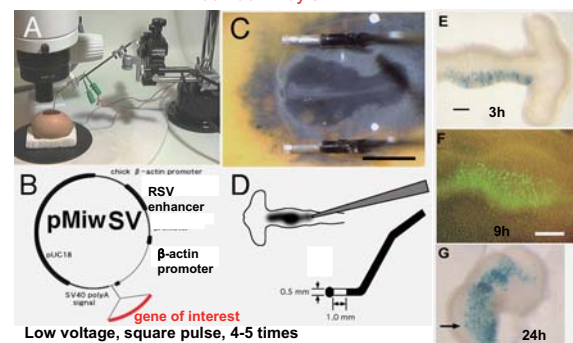 A
C
E
3h
F
9h
G
24h
B
chick β-actin promoter
RSV
enhancer
pMiwSV
pUC18
β-actin
promoter
SV40 polyA
signal
gene of interest
D
0.5 mm
1.0 mm
Low voltage, square pulse, 4-5 times